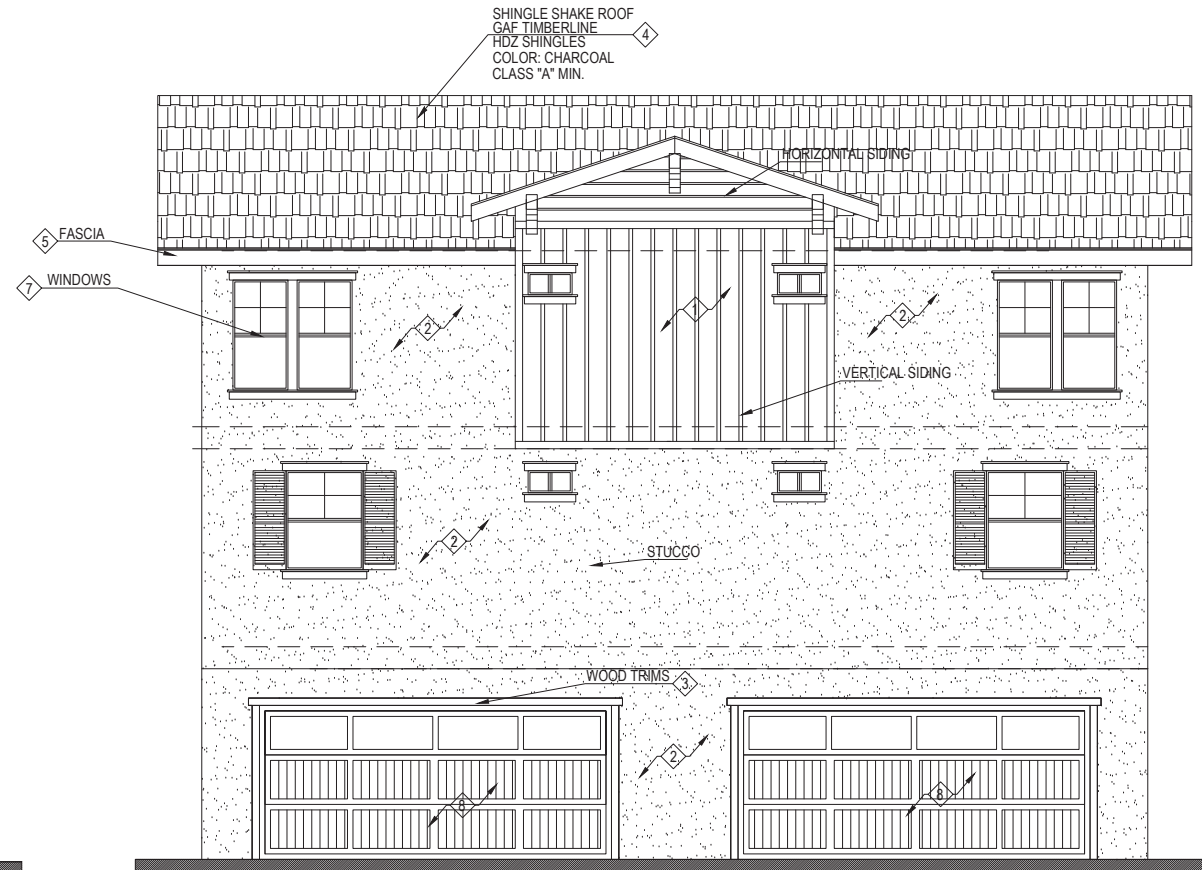 SHINGLE SHAKE ROOF
GAF TIMBERLINE
HDZ SHINGLES
COLOR: CHARCOAL
CLASS "A" MIN.
4
HORIZONTAL SIDING
5 FASCIA
7 WINDOWS
2
1
2
VERTICAL SIDING
2
STUCCO
WOOD TRIMS 3
2
8
8